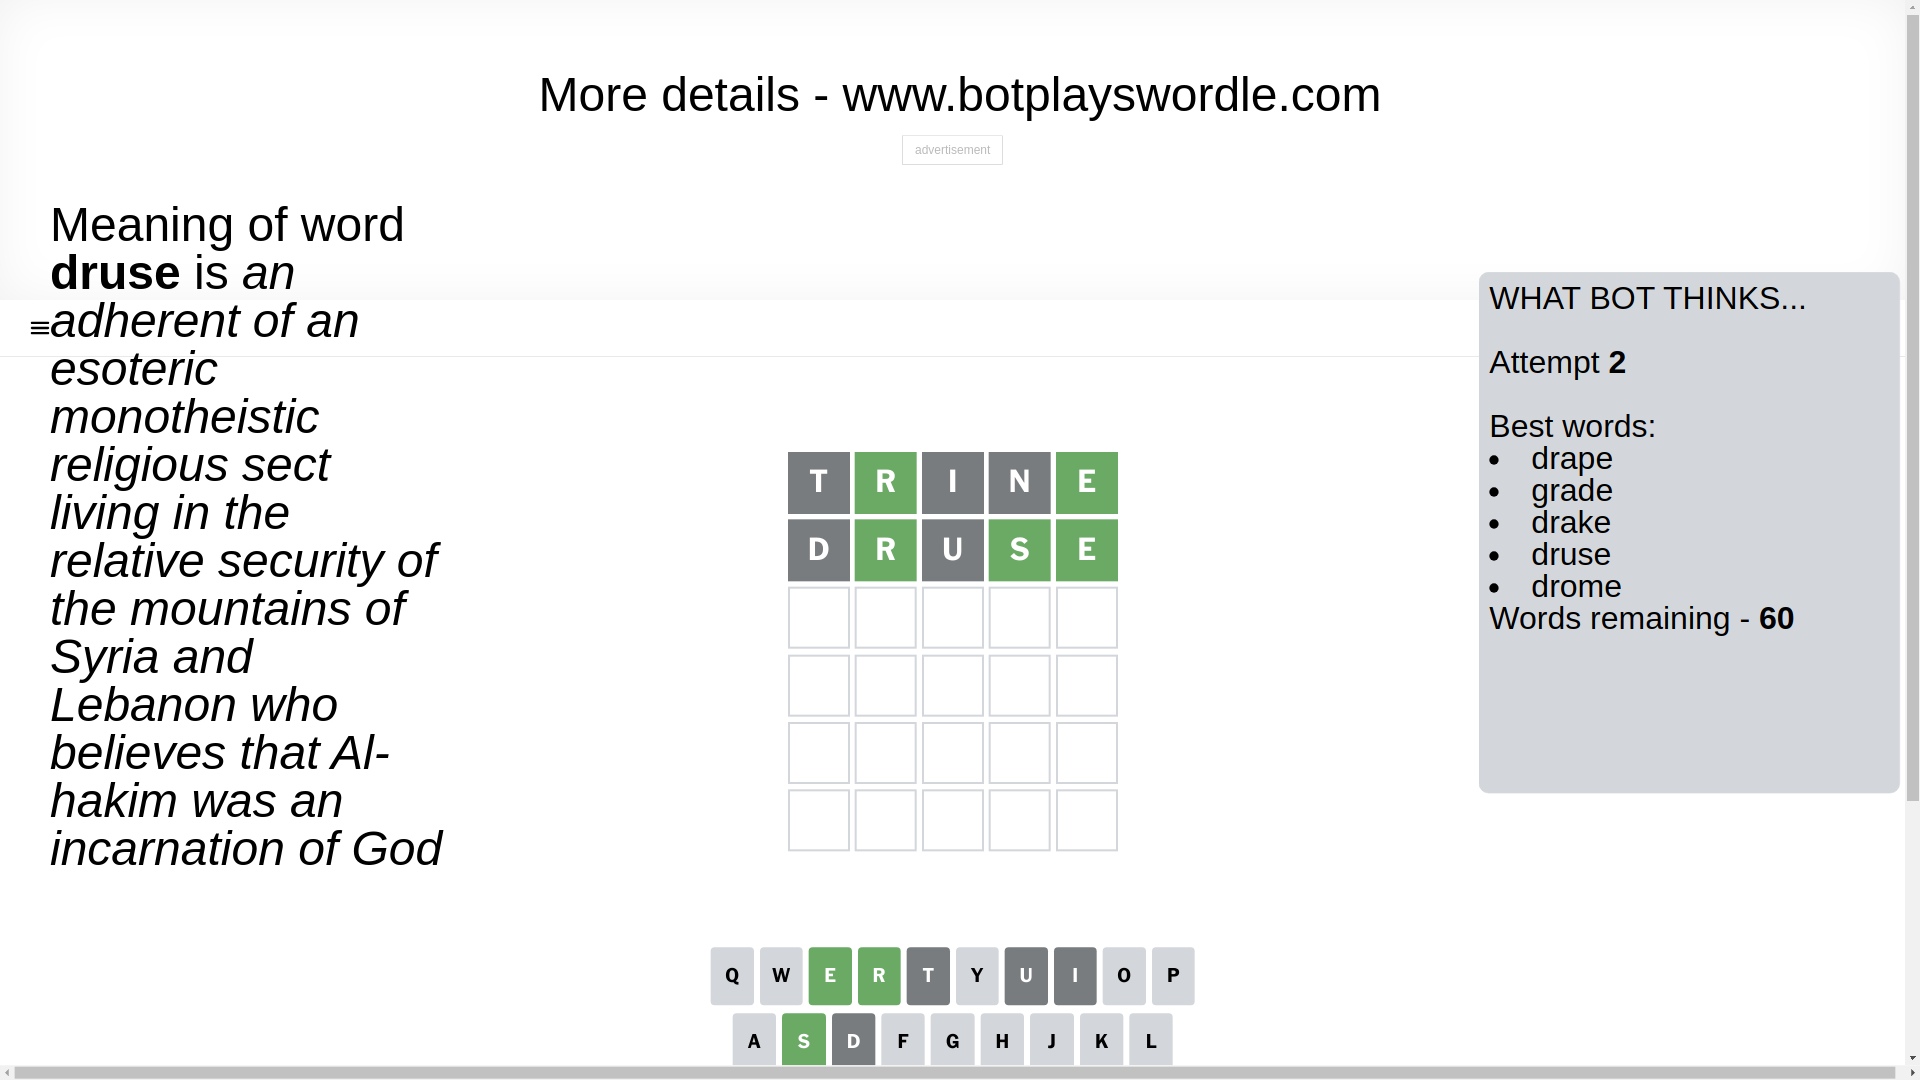 More details - www.botplayswordle.com
advertisement
Meaning of word
druse is an
adherent of an
esoteric
monotheistic
religious sect
living in the
relative security of
the mountains of
Syria and
Lebanon who
believes that Al-
hakim was an
incarnation of God
T R I N E
D R U S E
WHAT BOT THINKS...
Attempt 2
Best words:
• drape
• grade
• drake
• druse
• drome
Words remaining - 60
Q W E R T Y U I O P
A S D F G H J K L